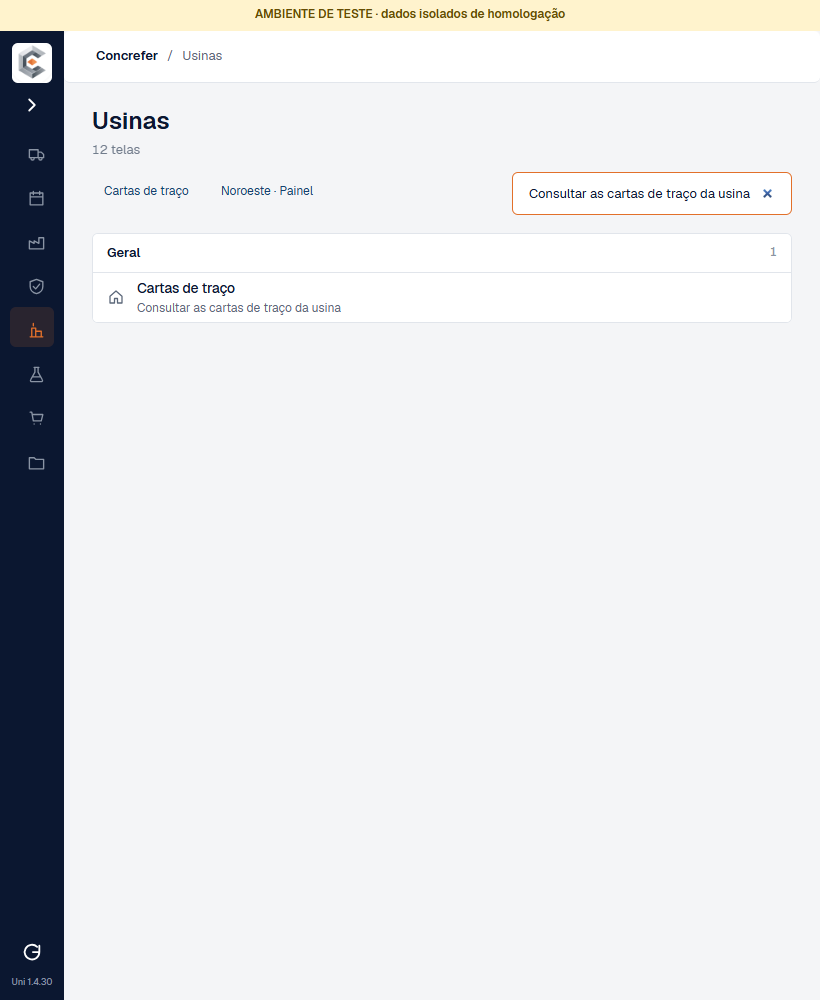 AMBIENTE DE TESTE · dados isolados de homologação
Concrefer / Usinas
Usinas
12 telas
Cartas de traço
Noroeste · Painel
Consultar as cartas de traço da usina
Geral
1
Cartas de traço
Consultar as cartas de traço da usina
Uni 1.4.30